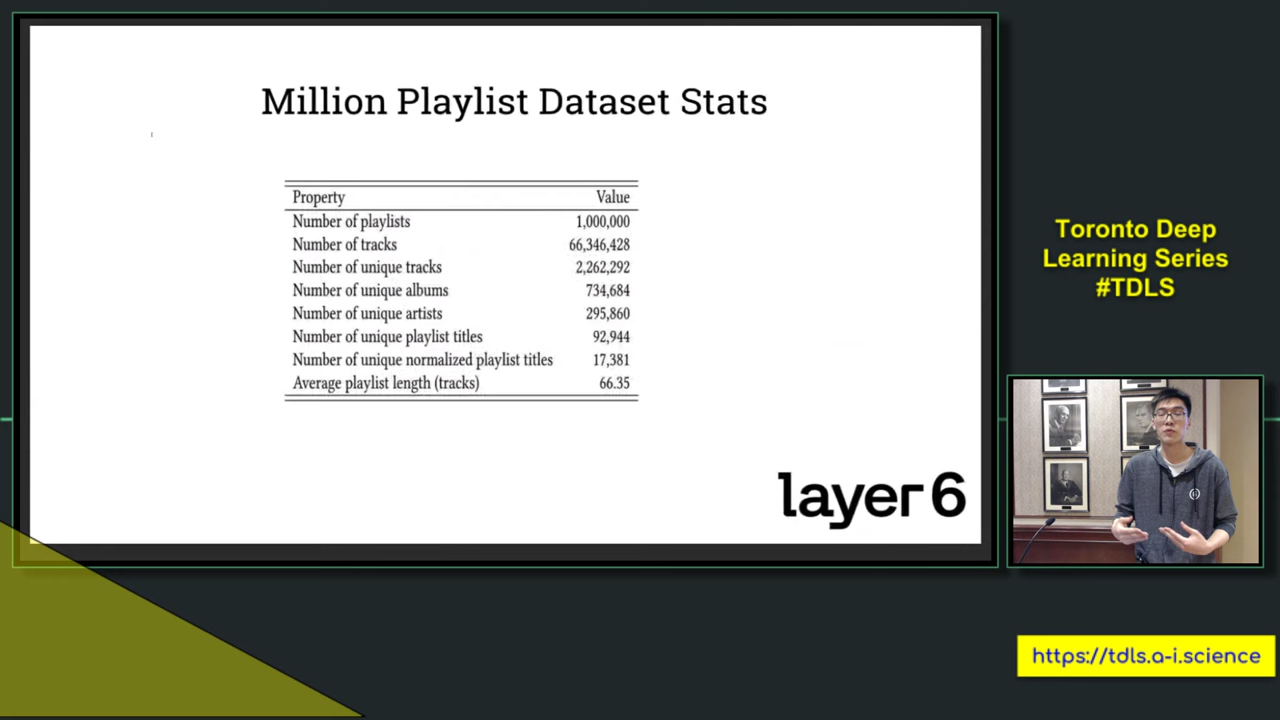 Million Playlist Dataset Stats
Property Value
Number of playlists 1,000,000
Number of tracks 66,346,428
Number of unique tracks 2,262,292
Number of unique albums 734,684
Number of unique artists 295,860
Number of unique playlist titles 92,944
Number of unique normalized playlist titles 17,381
Average playlist length (tracks) 66.35
layer 6
Toronto Deep
Learning Series
#TDLS
https://tdls.a-i.science